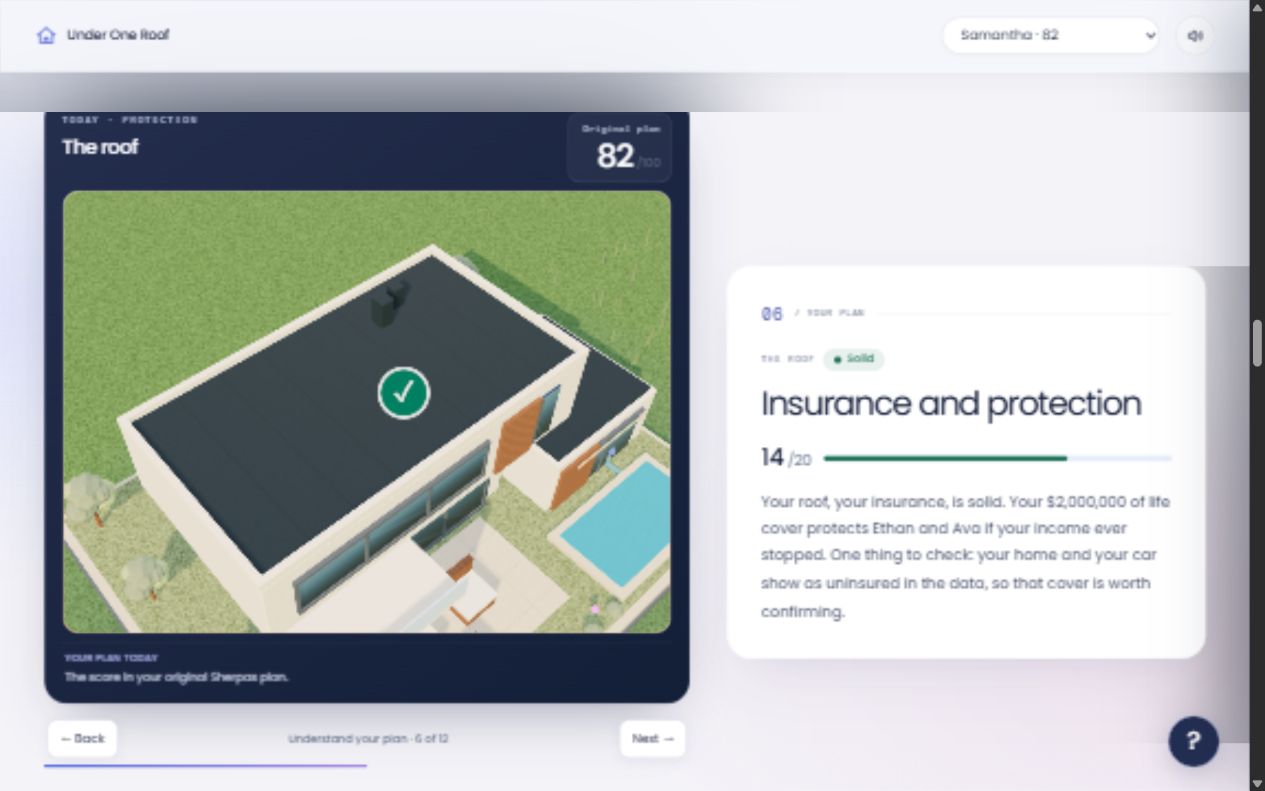 Under One Roof
Samantha · 82
TODAY - PROTECTION
The roof
Original plan
82 /100
06 / YOUR PLAN
THE ROOF
Solid
Insurance and protection
14 /20
Your roof, your insurance, is solid. Your $2,000,000 of life
cover protects Ethan and Ava if your income ever
stopped. One thing to check: your home and your car
show as uninsured in the data, so that cover is worth
confirming.
YOUR PLAN TODAY
The score in your original Sherpas plan.
← Back
Understand your plan · 6 of 12
Next →
?